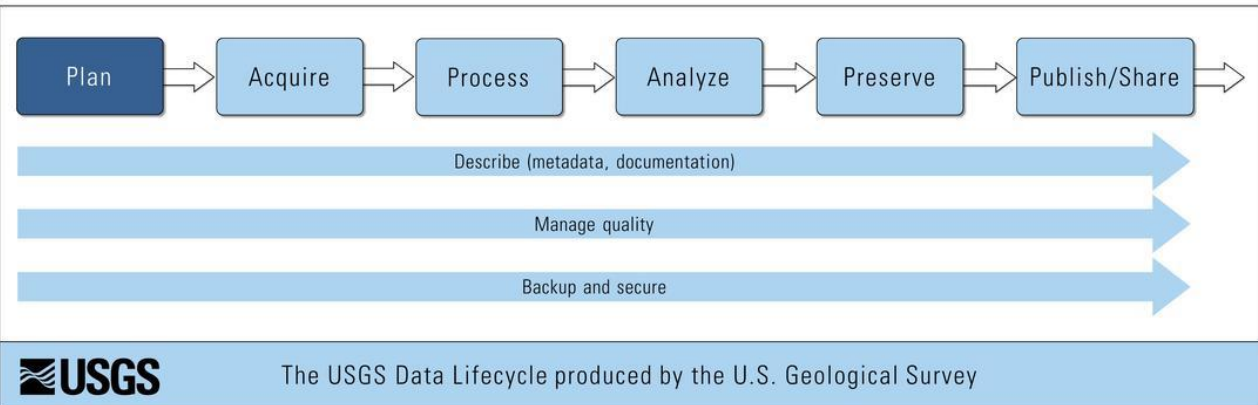 Plan
Acquire
Process
Analyze
Preserve
Publish/Share
Describe (metadata, documentation)
Manage quality
Backup and secure
USGS
The USGS Data Lifecycle produced by the U.S. Geological Survey